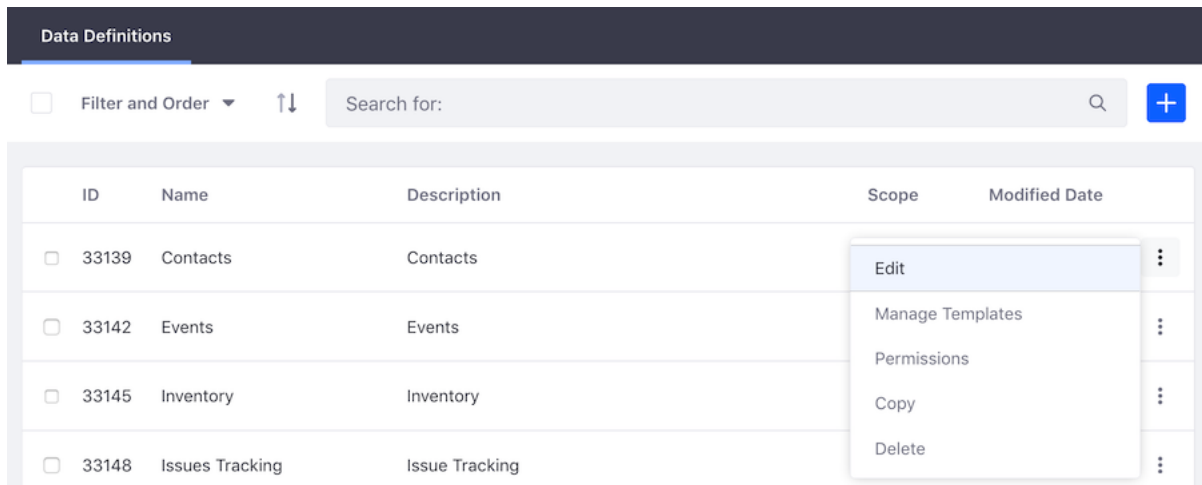 Data Definitions
Filter and Order
Search for:
ID Name Description Scope Modified Date
33139 Contacts Contacts
Edit
33142 Events Events
Manage Templates
Permissions
33145 Inventory Inventory
Copy
Delete
33148 Issues Tracking Issue Tracking